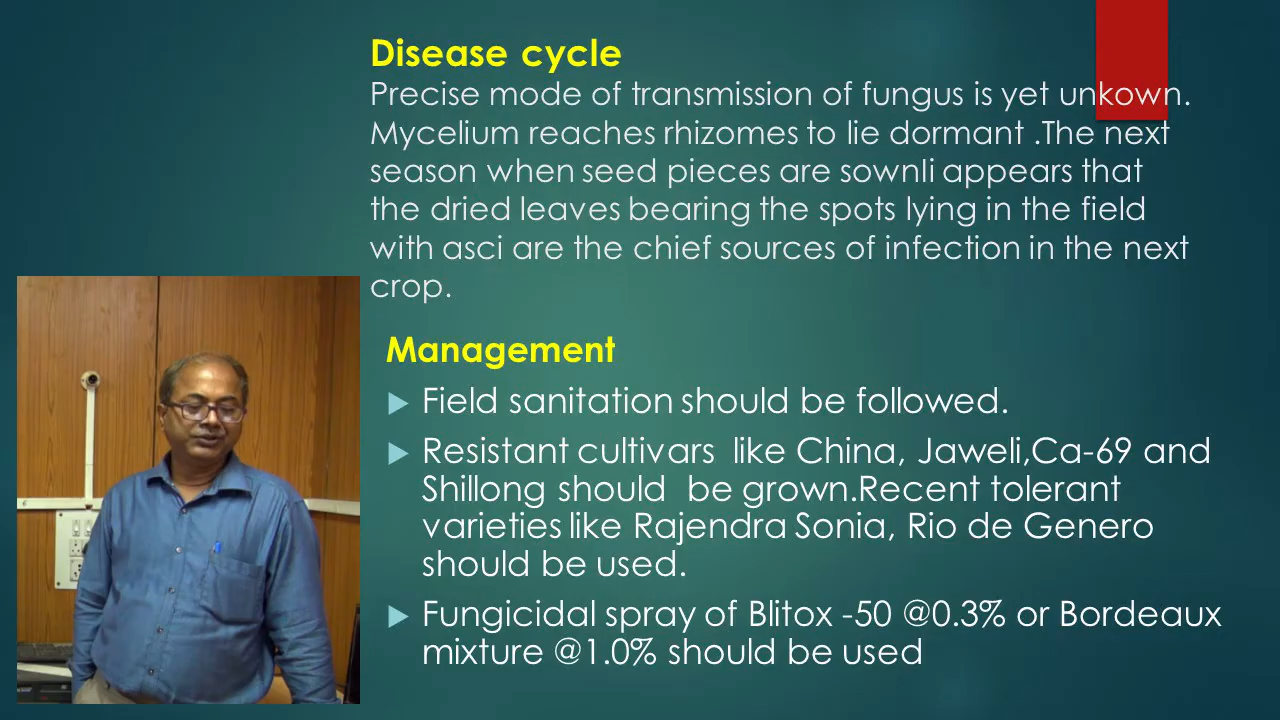 Disease cycle
Precise mode of transmission of fungus is yet unkown.
Mycelium reaches rhizomes to lie dormant .The next
season when seed pieces are sownli appears that
the dried leaves bearing the spots lying in the field
with asci are the chief sources of infection in the next
crop.
Management
Field sanitation should be followed.
Resistant cultivars like China, Jaweli,Ca-69 and
Shillong should be grown.Recent tolerant
varieties like Rajendra Sonia, Rio de Genero
should be used.
Fungicidal spray of Blitox -50 @0.3% or Bordeaux
mixture @1.0% should be used